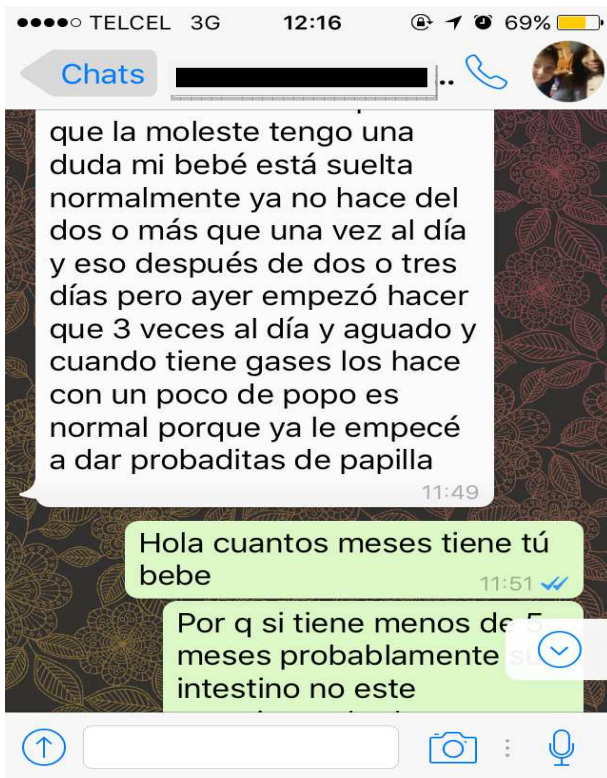 TELCEL 3G 12:16 69%
Chats ..
que la moleste tengo una
duda mi bebé está suelta
normalmente ya no hace del
dos o más que una vez al día
y eso después de dos o tres
días pero ayer empezó hacer
que 3 veces al día y aguado y
cuando tiene gases los hace
con un poco de popo es
normal porque ya le empecé
a dar probaditas de papilla
11:49
Hola cuantos meses tiene tú
bebe
11:51
Por q si tiene menos de 5
meses probablamente su
intestino no este